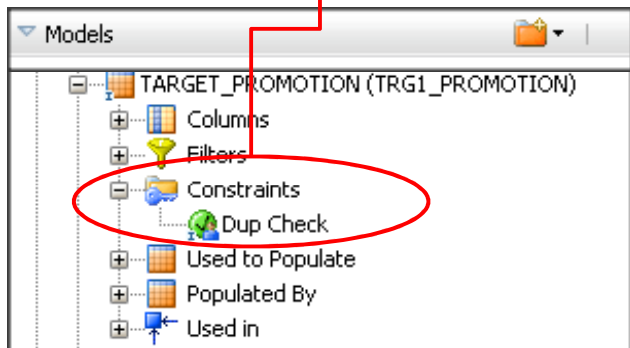 Models
TARGET_PROMOTION (TRG1_PROMOTION)
Columns
Filters
Constraints
Dup Check
Used to Populate
Populated By
Used in